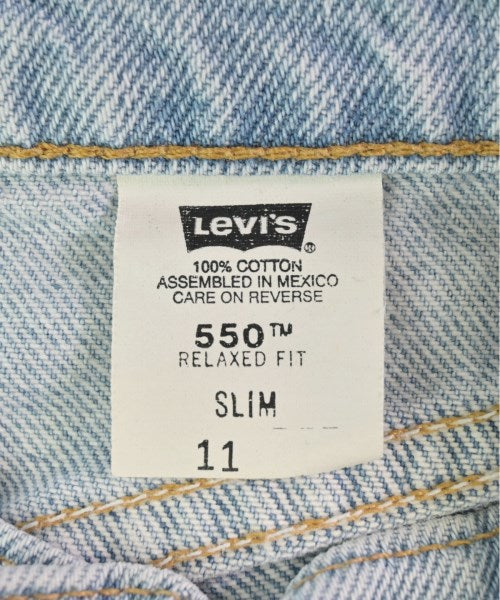 Levi's ®
100% COTTON
ASSEMBLED IN MEXICO
CARE ON REVERSE
550™
RELAXED FIT
SLIM
11